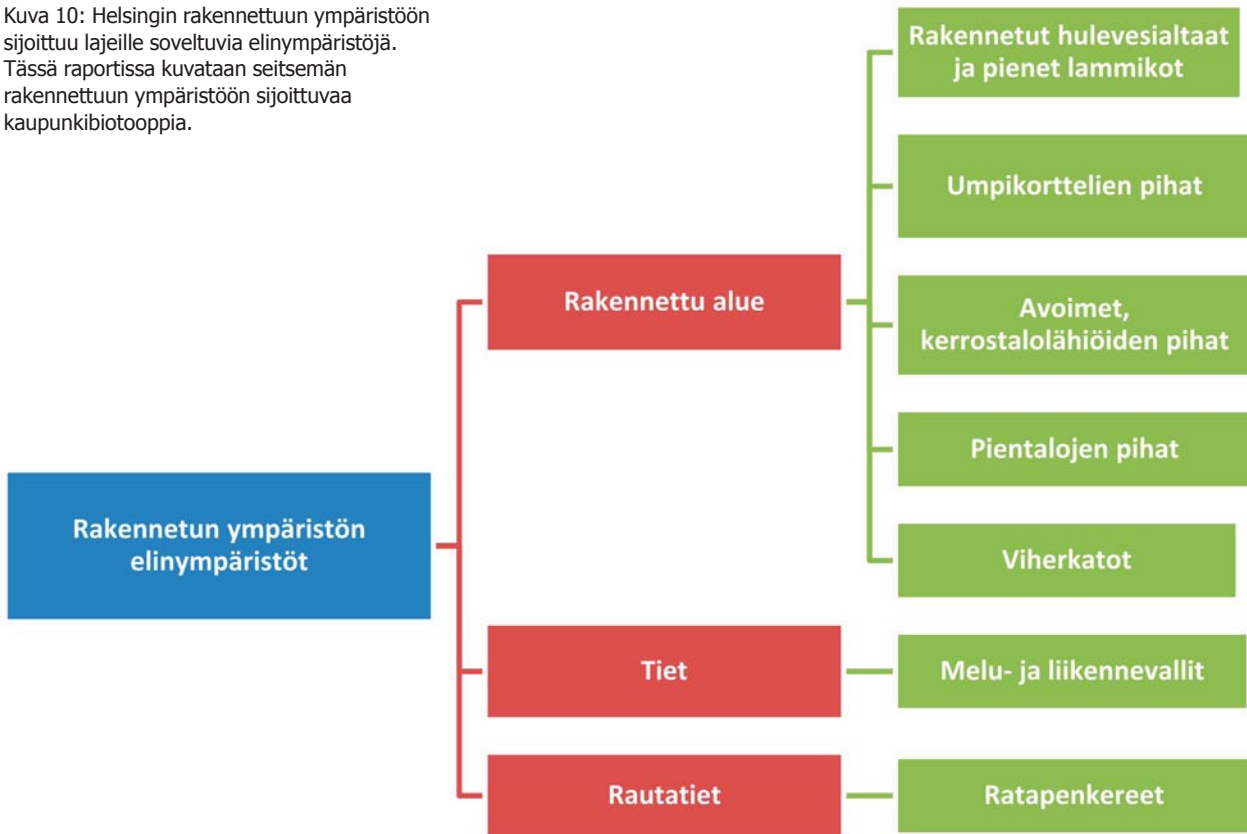 Kuva 10: Helsingin rakennettuun ympäristöön
sijoittuu lajeille soveltuvia elinympäristöjä.
Tässä raportissa kuvataan seitsemän
rakennettuun ympäristöön sijoittuvaa
kaupunkibiotooppia.
Rakennetun ympäristön
elinympäristöt
Rakennettu alue
Rakennetut hulevesialtaat
ja pienet lammikot
Umpikorttelien pihat
Avoimet,
kerrostalolähiöiden pihat
Pientalojen pihat
Viherkatot
Tiet
Melu- ja liikennevallit
Rautatiet
Ratapenkereet